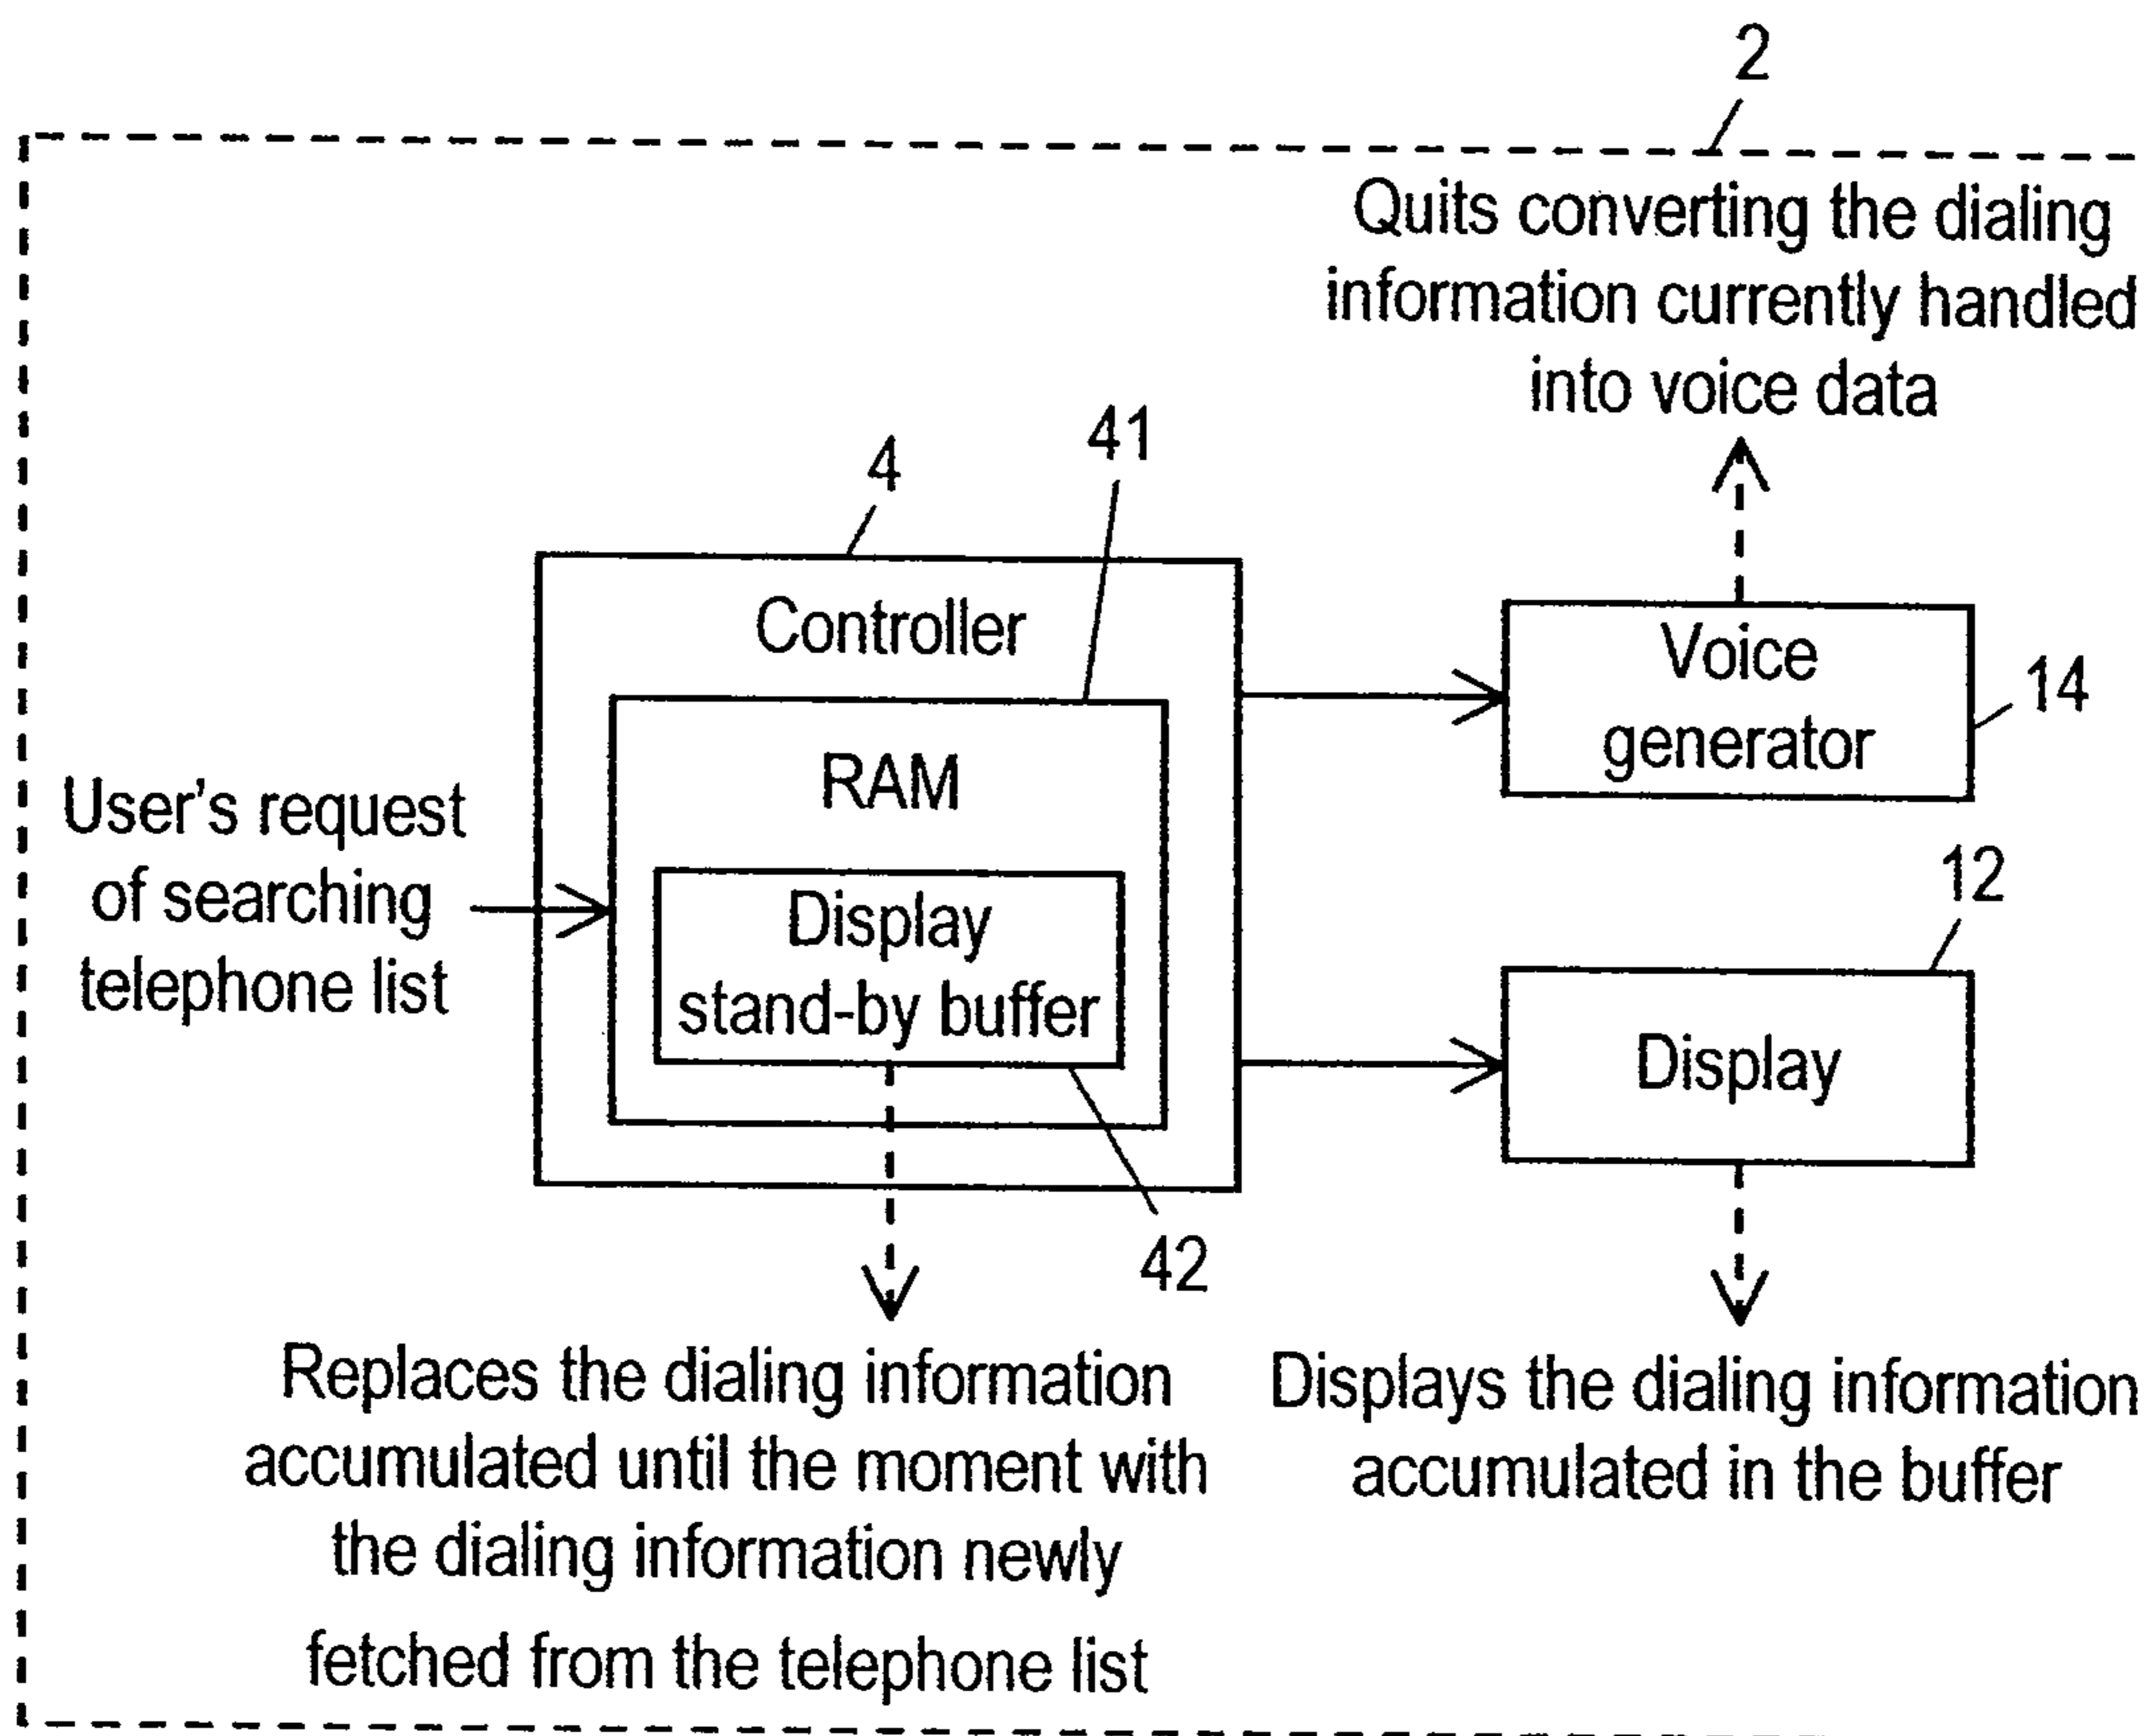 2
Quits converting the dialing
information currently handled
into voice data
41
4
Controller
Voice
generator
14
RAM
User's request
of searching
telephone list
Display
stand-by buffer
12
Display
42
Replaces the dialing information
accumulated until the moment with
the dialing information newly
fetched from the telephone list
Displays the dialing information
accumulated in the buffer